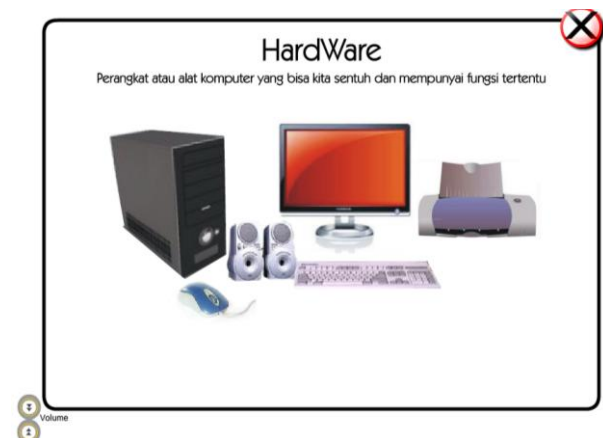 HardWare
Perangkat atau alat komputer yang bisa kita sentuh dan mempunyai fungsi tertentu
Volume